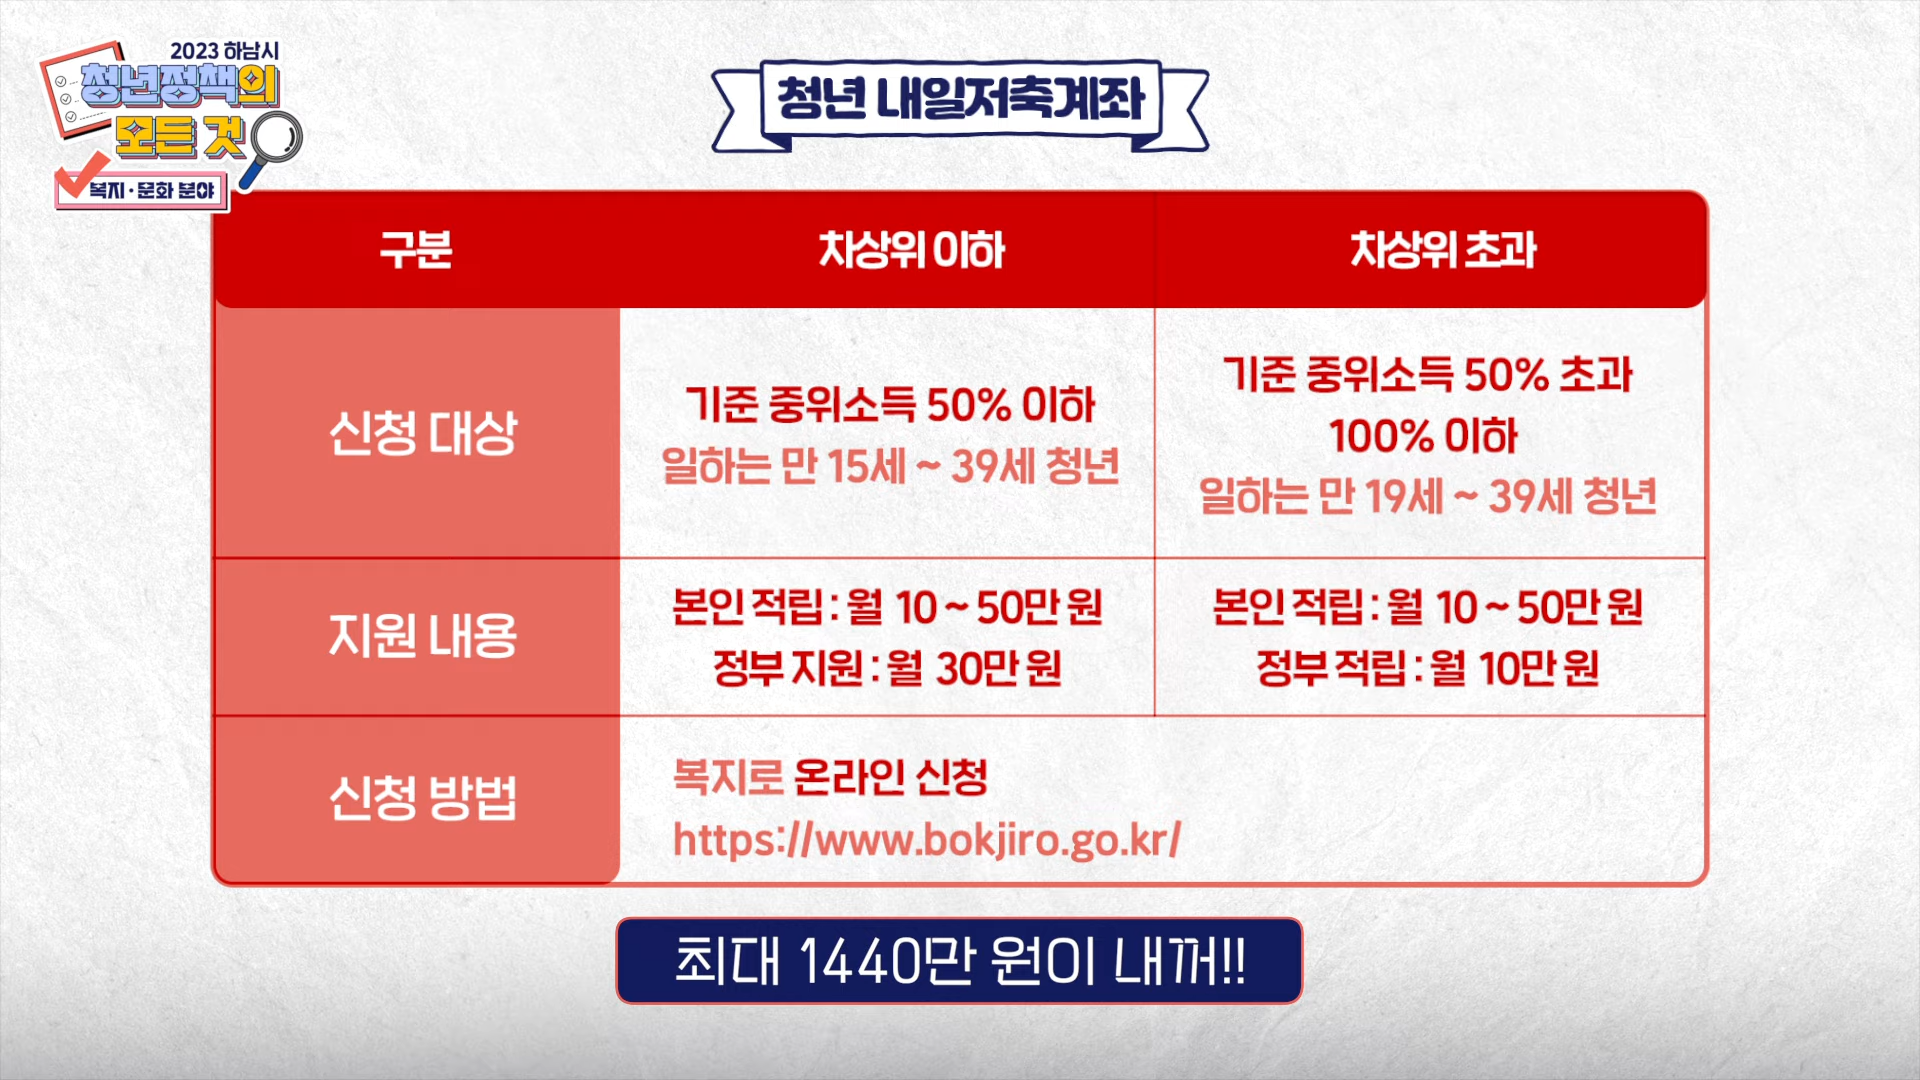 2023 하남시
청년정책의
모든 것
복지·문화 분야
청년 내일저축계좌
구분
차상위 이하
차상위 초과
신청 대상
기준 중위소득 50% 이하
일하는 만 15세 ~ 39세 청년
기준 중위소득 50% 초과
100% 이하
일하는 만 19세 ~ 39세 청년
지원 내용
본인 적립 : 월 10 ~ 50만 원
정부 지원 : 월 30만 원
본인 적립 : 월 10 ~ 50만 원
정부 적립 : 월 10만 원
신청 방법
복지로 온라인 신청
https://www.bokjiro.go.kr/
최대 1440만 원이 내꺼!!